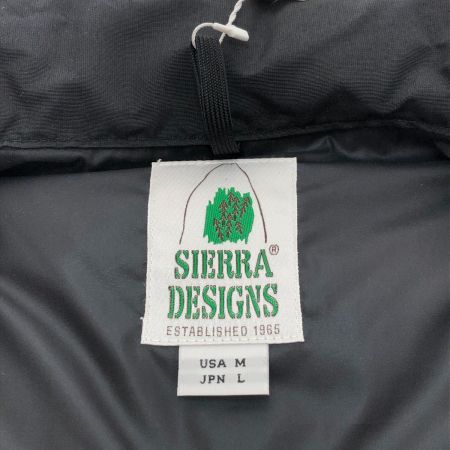 SIERRA®
DESIGNS
ESTABLISHED 1965
USA M
JPN L